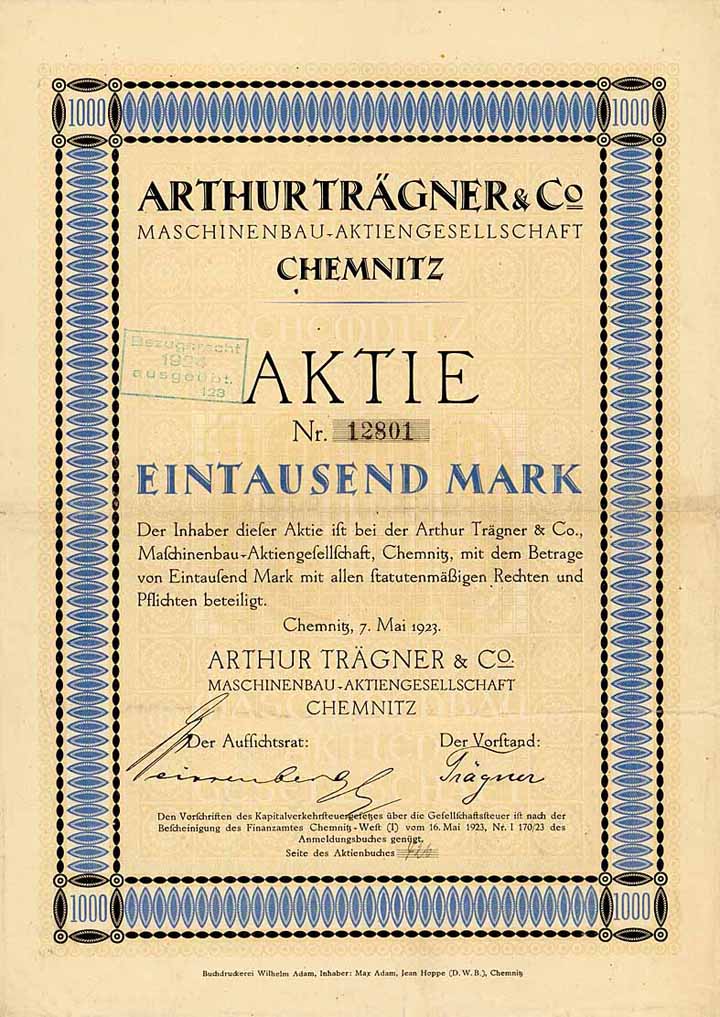 1000 1000
ARTHUR TRÄGNER & Co
MASCHINENBAU-AKTIENGESELLSCHAFT
CHEMNITZ
Bezugsrecht
1924
ausgeübt.
123
AKTIE
Nr. 12801
EINTAUSEND MARK
Der Inhaber dieſer Aktie iſt bei der Arthur Trägner & Co.,
Maſchinenbau-Aktiengeſellſchaft, Chemnitz, mit dem Betrage
von Eintauſend Mark mit allen ſtatutenmäßigen Rechten und
Pflichten beteiligt.
Chemnitz, 7. Mai 1923.
ARTHUR TRÄGNER & Co.
MASCHINENBAU-AKTIENGESELLSCHAFT
CHEMNITZ
Der Aufſichtsrat: Der Vorſtand:
Trägner
Den Vorſchriften des Kapitalverkehrſteuergeſetzes über die Geſellſchaftsſteuer iſt nach der
Beſcheinigung des Finanzamtes Chemnitz-Weſt (I) vom 16. Mai 1923, Nr. I 170/23 des
Anmeldungsbuches genügt.
Seite des Aktienbuches
1000 1000
Buchdruckerei Wilhelm Adam, Inhaber: Max Adam, Jean Hoppe (D. W. B.), Chemnitz